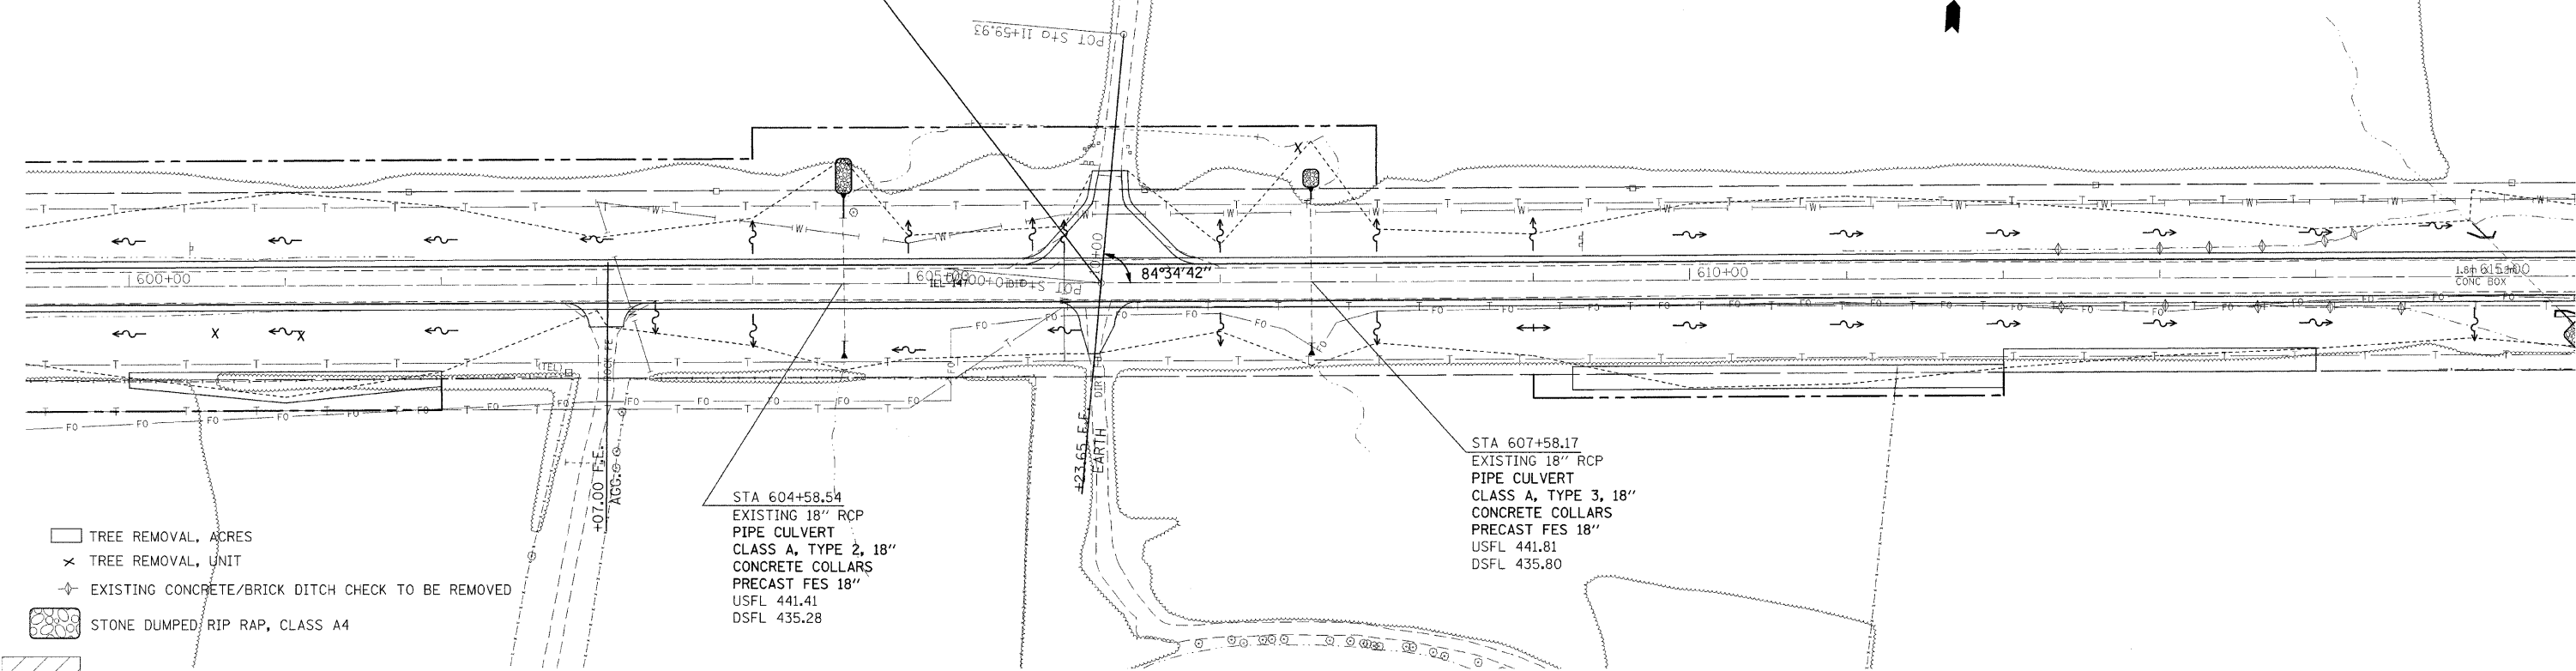 POT Sta 11+59.93
600+00
605+00
610+00
615+00
84°34'42"
CONC BOX
(TEL)
+07.00 F.E.
AGG.
+23.65 F.E.
EARTH
STA 604+58.54
EXISTING 18" RCP
PIPE CULVERT
CLASS A, TYPE 2, 18"
CONCRETE COLLARS
PRECAST FES 18"
USFL 441.41
DSFL 435.28
STA 607+58.17
EXISTING 18" RCP
PIPE CULVERT
CLASS A, TYPE 3, 18"
CONCRETE COLLARS
PRECAST FES 18"
USFL 441.81
DSFL 435.80
TREE REMOVAL, ACRES
TREE REMOVAL, UNIT
EXISTING CONCRETE/BRICK DITCH CHECK TO BE REMOVED
STONE DUMPED RIP RAP, CLASS A4